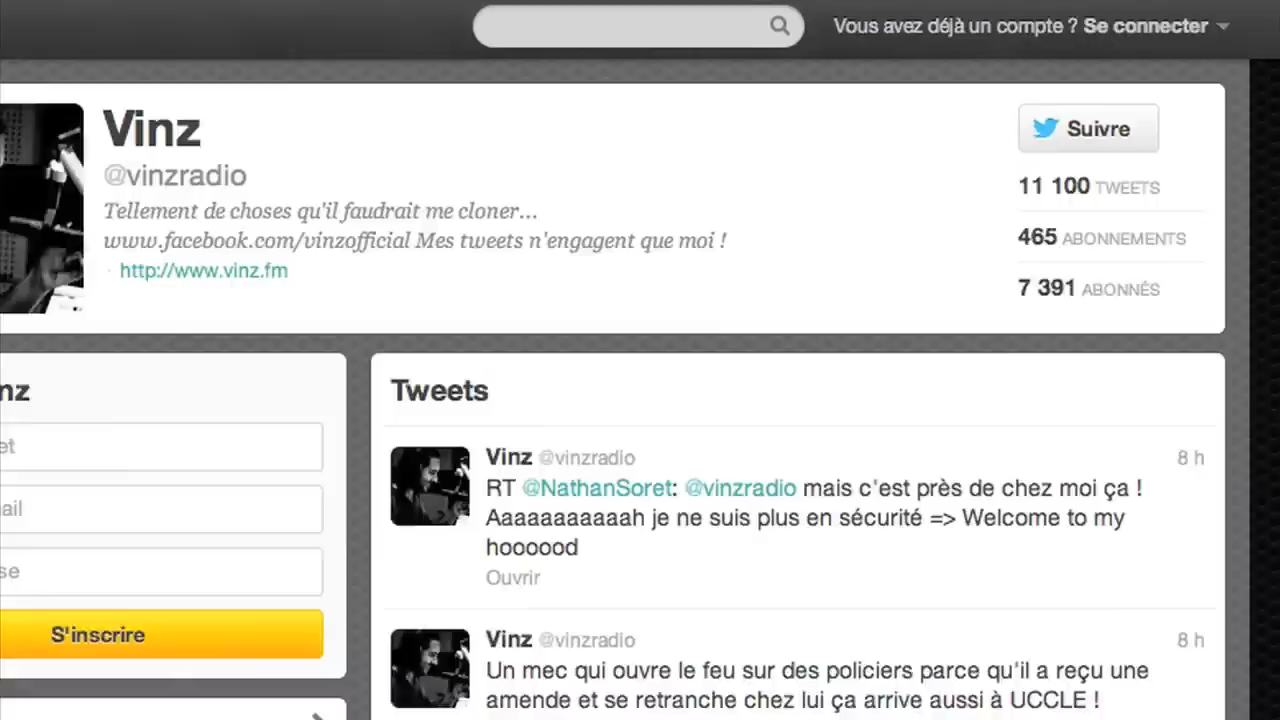 Vous avez déjà un compte ? Se connecter
Vinz
@vinzradio
Tellement de choses qu'il faudrait me cloner...
www.facebook.com/vinzofficial Mes tweets n'engagent que moi !
· http://www.vinz.fm
Suivre
11 100 TWEETS
465 ABONNEMENTS
7 391 ABONNÉS
nz
et
ail
se
S'inscrire
Tweets
Vinz @vinzradio 8 h
RT @NathanSoret: @vinzradio mais c'est près de chez moi ça !
Aaaaaaaaaaah je ne suis plus en sécurité => Welcome to my
hoooood
Ouvrir
Vinz @vinzradio 8 h
Un mec qui ouvre le feu sur des policiers parce qu'il a reçu une
amende et se retranche chez lui ça arrive aussi à UCCLE !